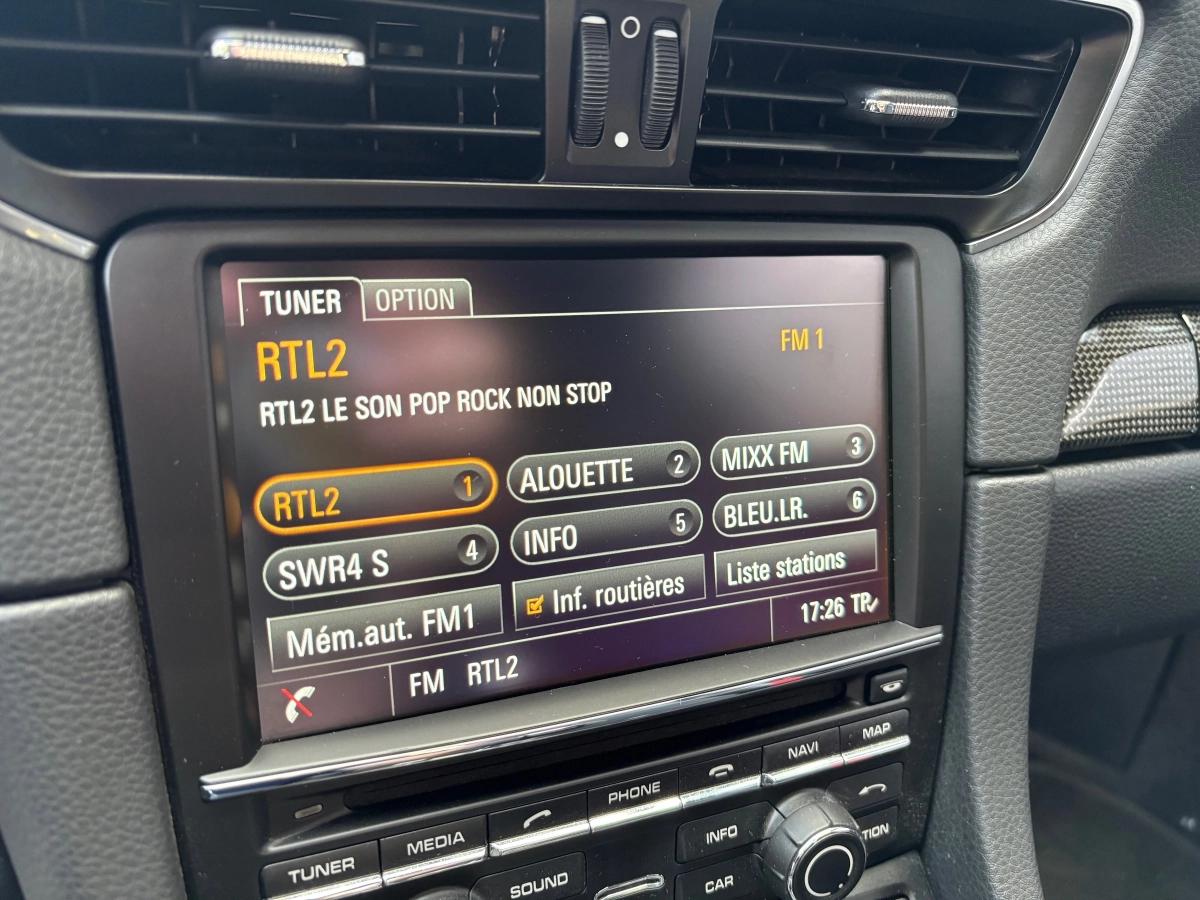 TUNER OPTION
RTL2 FM 1
RTL2 LE SON POP ROCK NON STOP
RTL2 1 ALOUETTE 2 MIXX FM 3
SWR4 S 4 INFO 5 BLEU.LR. 6
Mém.aut. FM1 Inf. routières Liste stations
FM RTL2 17:26 TP
TUNER MEDIA PHONE NAVI MAP
SOUND INFO
CAR